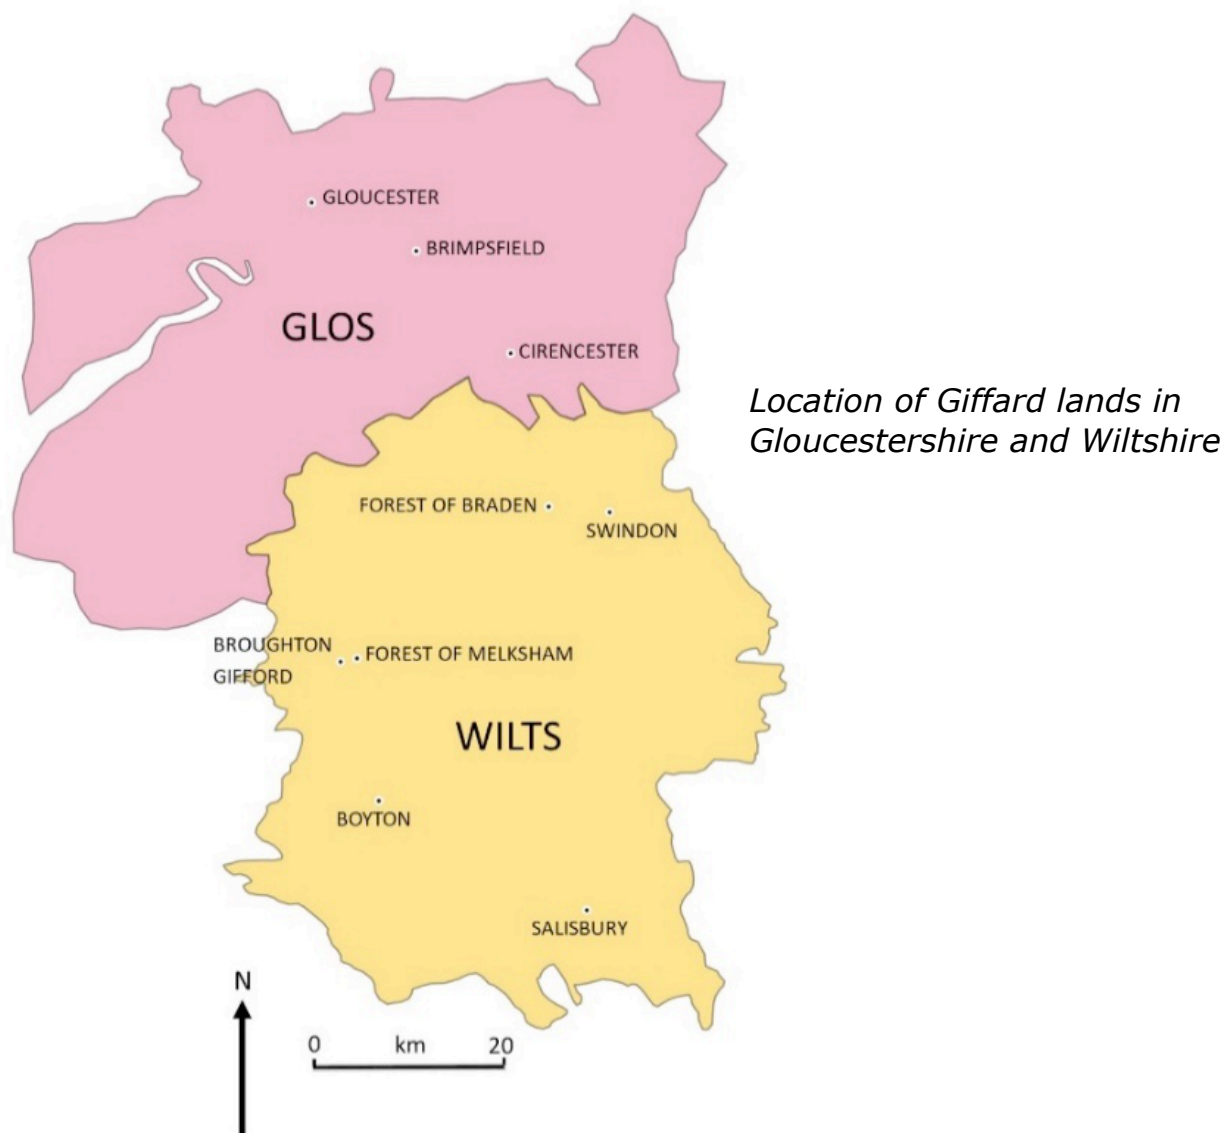 GLOUCESTER
BRIMPSFIELD
GLOS
CIRENCESTER
Location of Giffard lands in
Gloucestershire and Wiltshire
FOREST OF BRADEN
SWINDON
BROUGHTON
GIFFORD
FOREST OF MELKSHAM
WILTS
BOYTON
SALISBURY
N
0 km 20